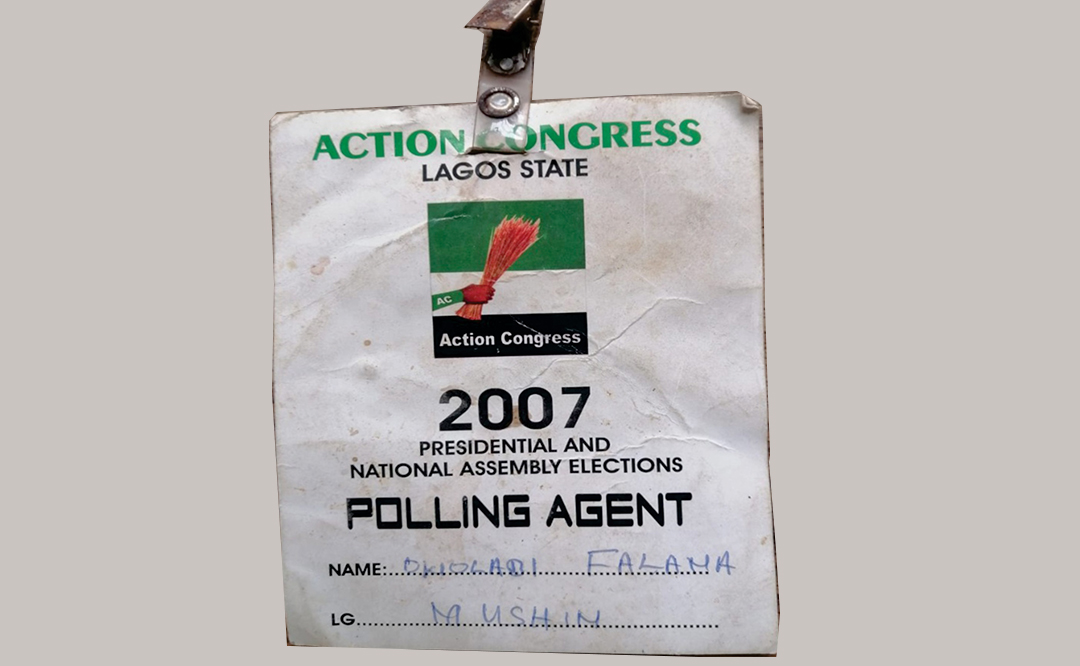 ACTION CONGRESS
LAGOS STATE
AC
Action Congress
2007
PRESIDENTIAL AND
NATIONAL ASSEMBLY ELECTIONS
POLLING AGENT
NAME: FALANA
LG MUSHIN